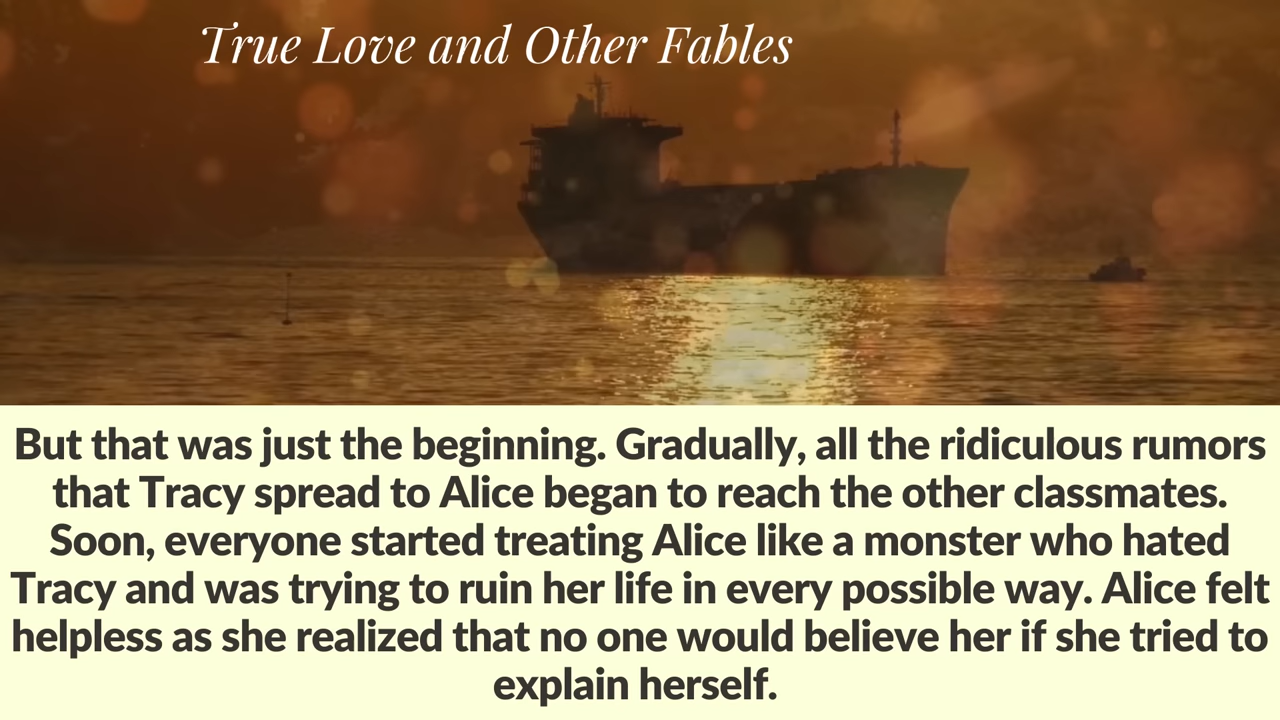 True Love and Other Fables
But that was just the beginning. Gradually, all the ridiculous rumors
that Tracy spread to Alice began to reach the other classmates.
Soon, everyone started treating Alice like a monster who hated
Tracy and was trying to ruin her life in every possible way. Alice felt
helpless as she realized that no one would believe her if she tried to
explain herself.